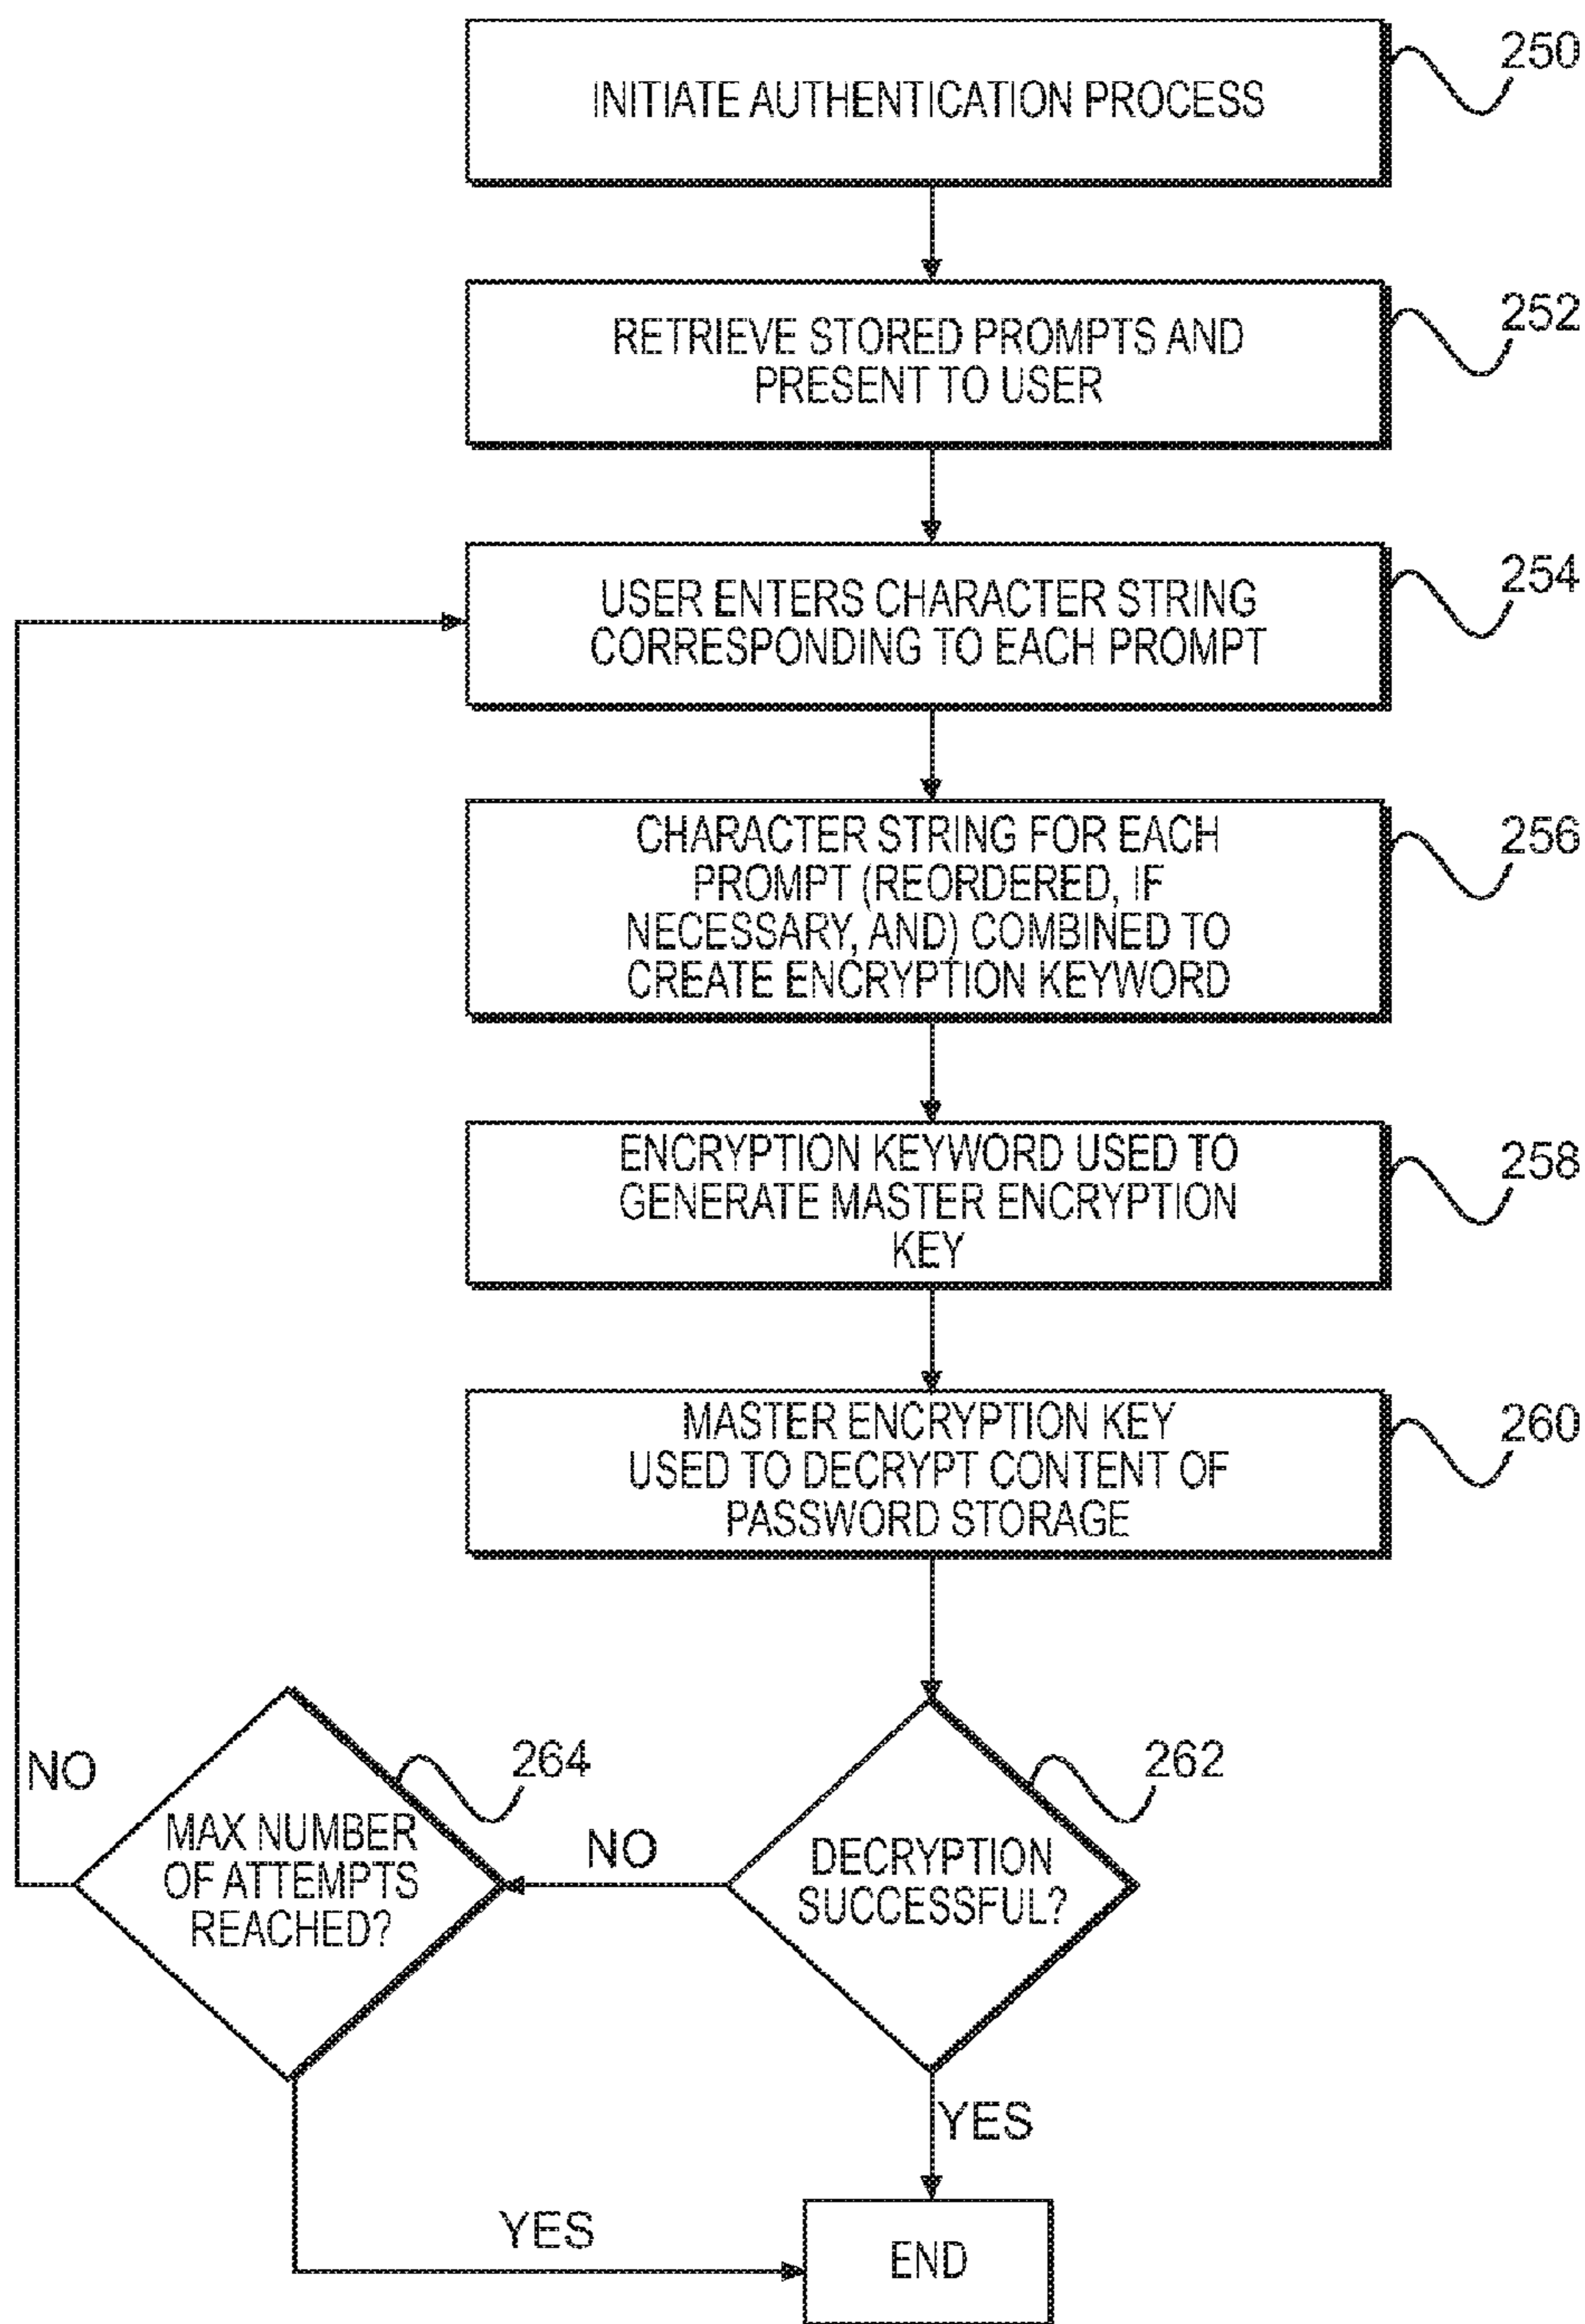 INITIATE AUTHENTICATION PROCESS
250
RETRIEVE STORED PROMPTS AND
PRESENT TO USER
252
USER ENTERS CHARACTER STRING
CORRESPONDING TO EACH PROMPT
254
CHARACTER STRING FOR EACH
PROMPT (REORDERED, IF
NECESSARY, AND) COMBINED TO
CREATE ENCRYPTION KEYWORD
256
ENCRYPTION KEYWORD USED TO
GENERATE MASTER ENCRYPTION
KEY
258
MASTER ENCRYPTION KEY
USED TO DECRYPT CONTENT OF
PASSWORD STORAGE
260
NO
264
MAX NUMBER
OF ATTEMPTS
REACHED?
NO
262
DECRYPTION
SUCCESSFUL?
YES
YES
END